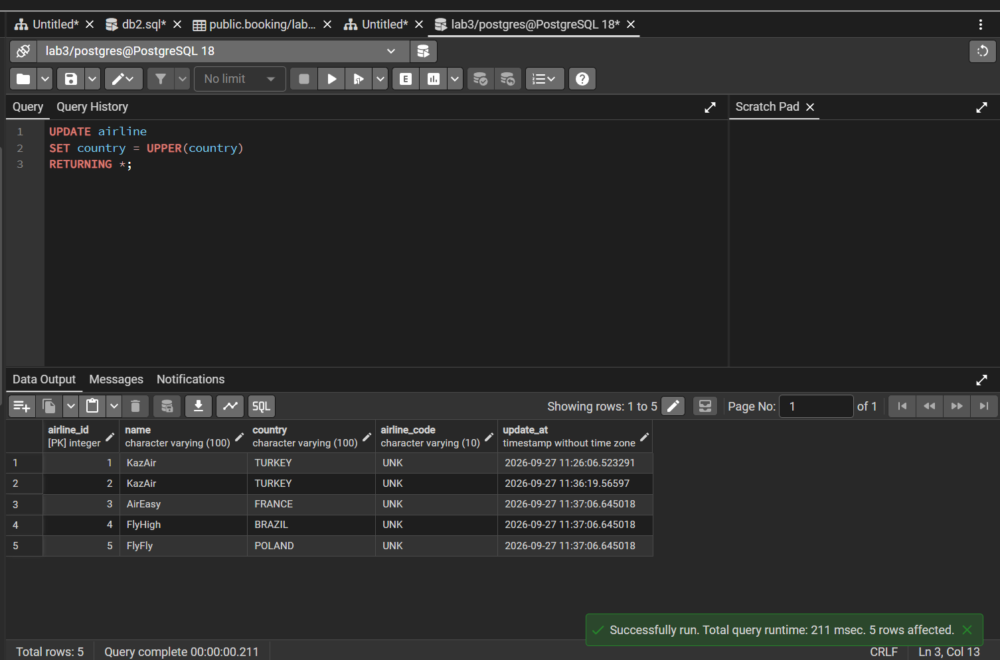 Untitled* db2.sql* public.booking/lab... Untitled* lab3/postgres@PostgreSQL 18*
lab3/postgres@PostgreSQL 18
No limit
E
Query Query History
Scratch Pad
1 UPDATE airline
2 SET country = UPPER(country)
3 RETURNING *;
Data Output Messages Notifications
SQL Showing rows: 1 to 5 Page No: 1 of 1
airline_id name country airline_code update_at
[PK] integer character varying (100) character varying (100) character varying (10) timestamp without time zone
1 1 KazAir TURKEY UNK 2026-09-27 11:26:06.523291
2 2 KazAir TURKEY UNK 2026-09-27 11:36:19.56597
3 3 AirEasy FRANCE UNK 2026-09-27 11:37:06.645018
4 4 FlyHigh BRAZIL UNK 2026-09-27 11:37:06.645018
5 5 FlyFly POLAND UNK 2026-09-27 11:37:06.645018
Successfully run. Total query runtime: 211 msec. 5 rows affected.
Total rows: 5 Query complete 00:00:00.211 CRLF Ln 3, Col 13